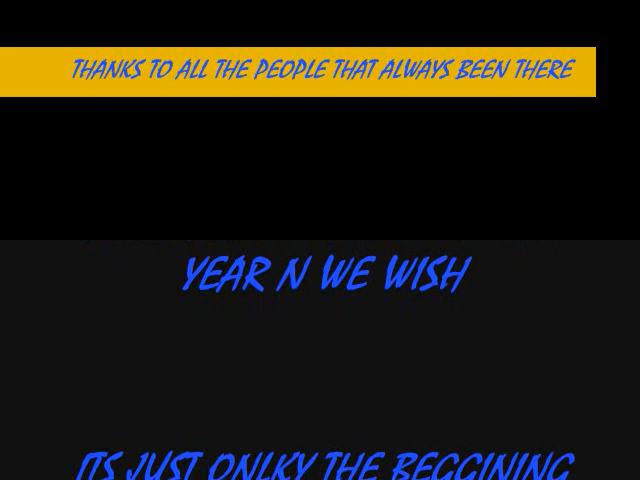 THANKS TO ALL THE PEOPLE THAT ALWAYS BEEN THERE
YEAR N WE WISH
ITS JUST ONLKY THE BEGGINING